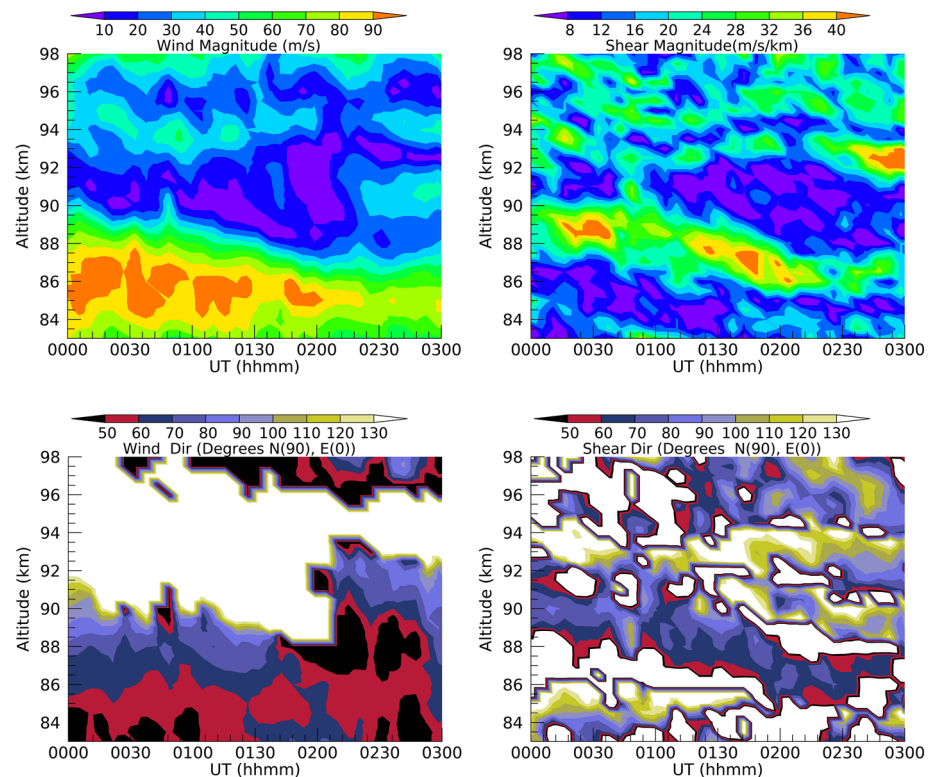 10 20 30 40 50 60 70 80 90
Wind Magnitude (m/s)
98
96
94
92
90
88
86
84
Altitude (km)
0000 0030 0100 0130 0200 0230 0300
UT (hhmm)
8 12 16 20 24 28 32 36 40
Shear Magnitude(m/s/km)
98
96
94
92
90
88
86
84
Altitude (km)
0000 0030 0100 0130 0200 0230 0300
UT (hhmm)
50 60 70 80 90 100 110 120 130
Wind Dir (Degrees N(90), E(0))
98
96
94
92
90
88
86
84
Altitude (km)
0000 0030 0100 0130 0200 0230 0300
UT (hhmm)
50 60 70 80 90 100 110 120 130
Shear Dir (Degrees N(90), E(0))
98
96
94
92
90
88
86
84
Altitude (km)
0000 0030 0100 0130 0200 0230 0300
UT (hhmm)